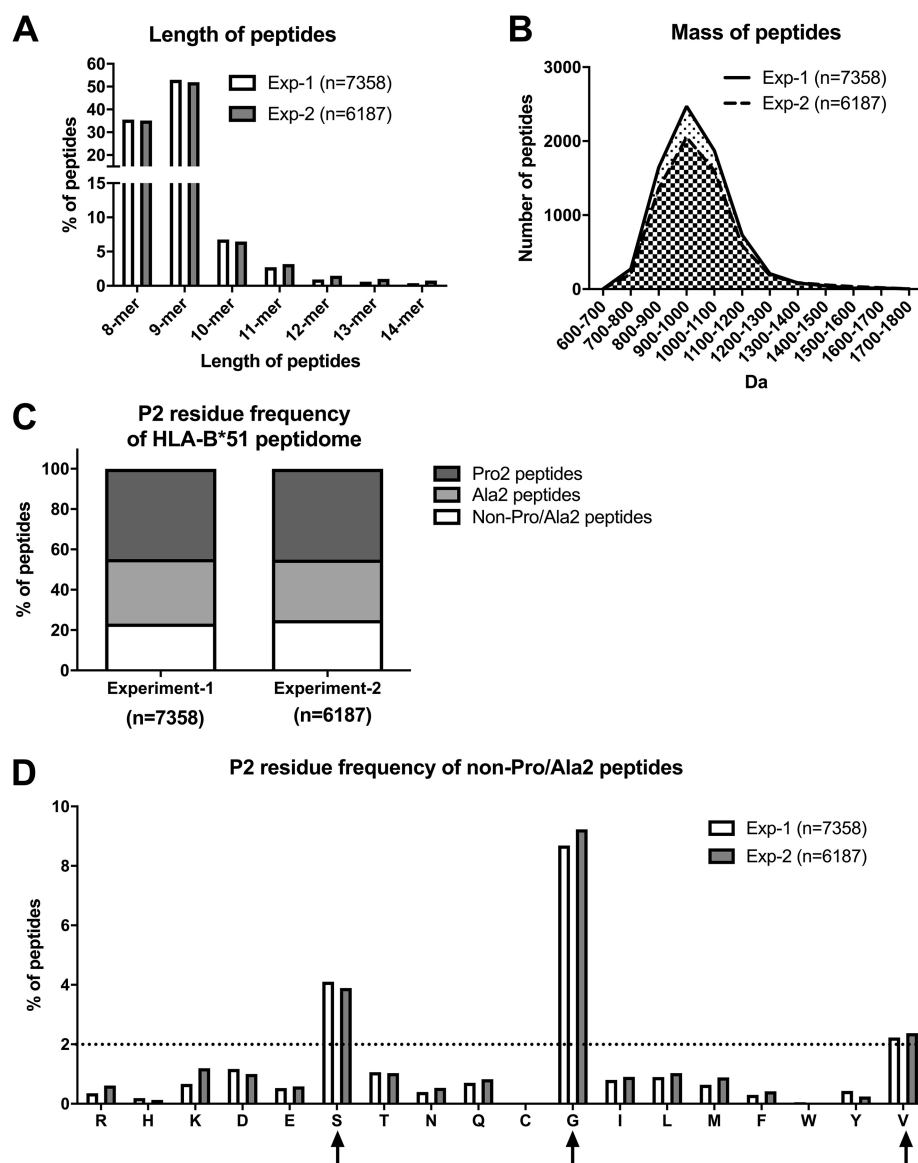 A
Length of peptides
% of peptides
60
50
40
30
20
15
10
5
0
Exp-1 (n=7358)
Exp-2 (n=6187)
8-mer
9-mer
10-mer
11-mer
12-mer
13-mer
14-mer
Length of peptides
B
Mass of peptides
Number of peptides
3000
2000
1000
0
Exp-1 (n=7358)
Exp-2 (n=6187)
600-700
700-800
800-900
900-1000
1000-1100
1100-1200
1200-1300
1300-1400
1400-1500
1500-1600
1600-1700
1700-1800
Da
C
P2 residue frequency
of HLA-B*51 peptidome
% of peptides
100
80
60
40
20
0
Pro2 peptides
Ala2 peptides
Non-Pro/Ala2 peptides
Experiment-1
(n=7358)
Experiment-2
(n=6187)
D
P2 residue frequency of non-Pro/Ala2 peptides
% of peptides
10
8
6
4
2
0
Exp-1 (n=7358)
Exp-2 (n=6187)
R H K D E S T N Q C G I L M F W Y V